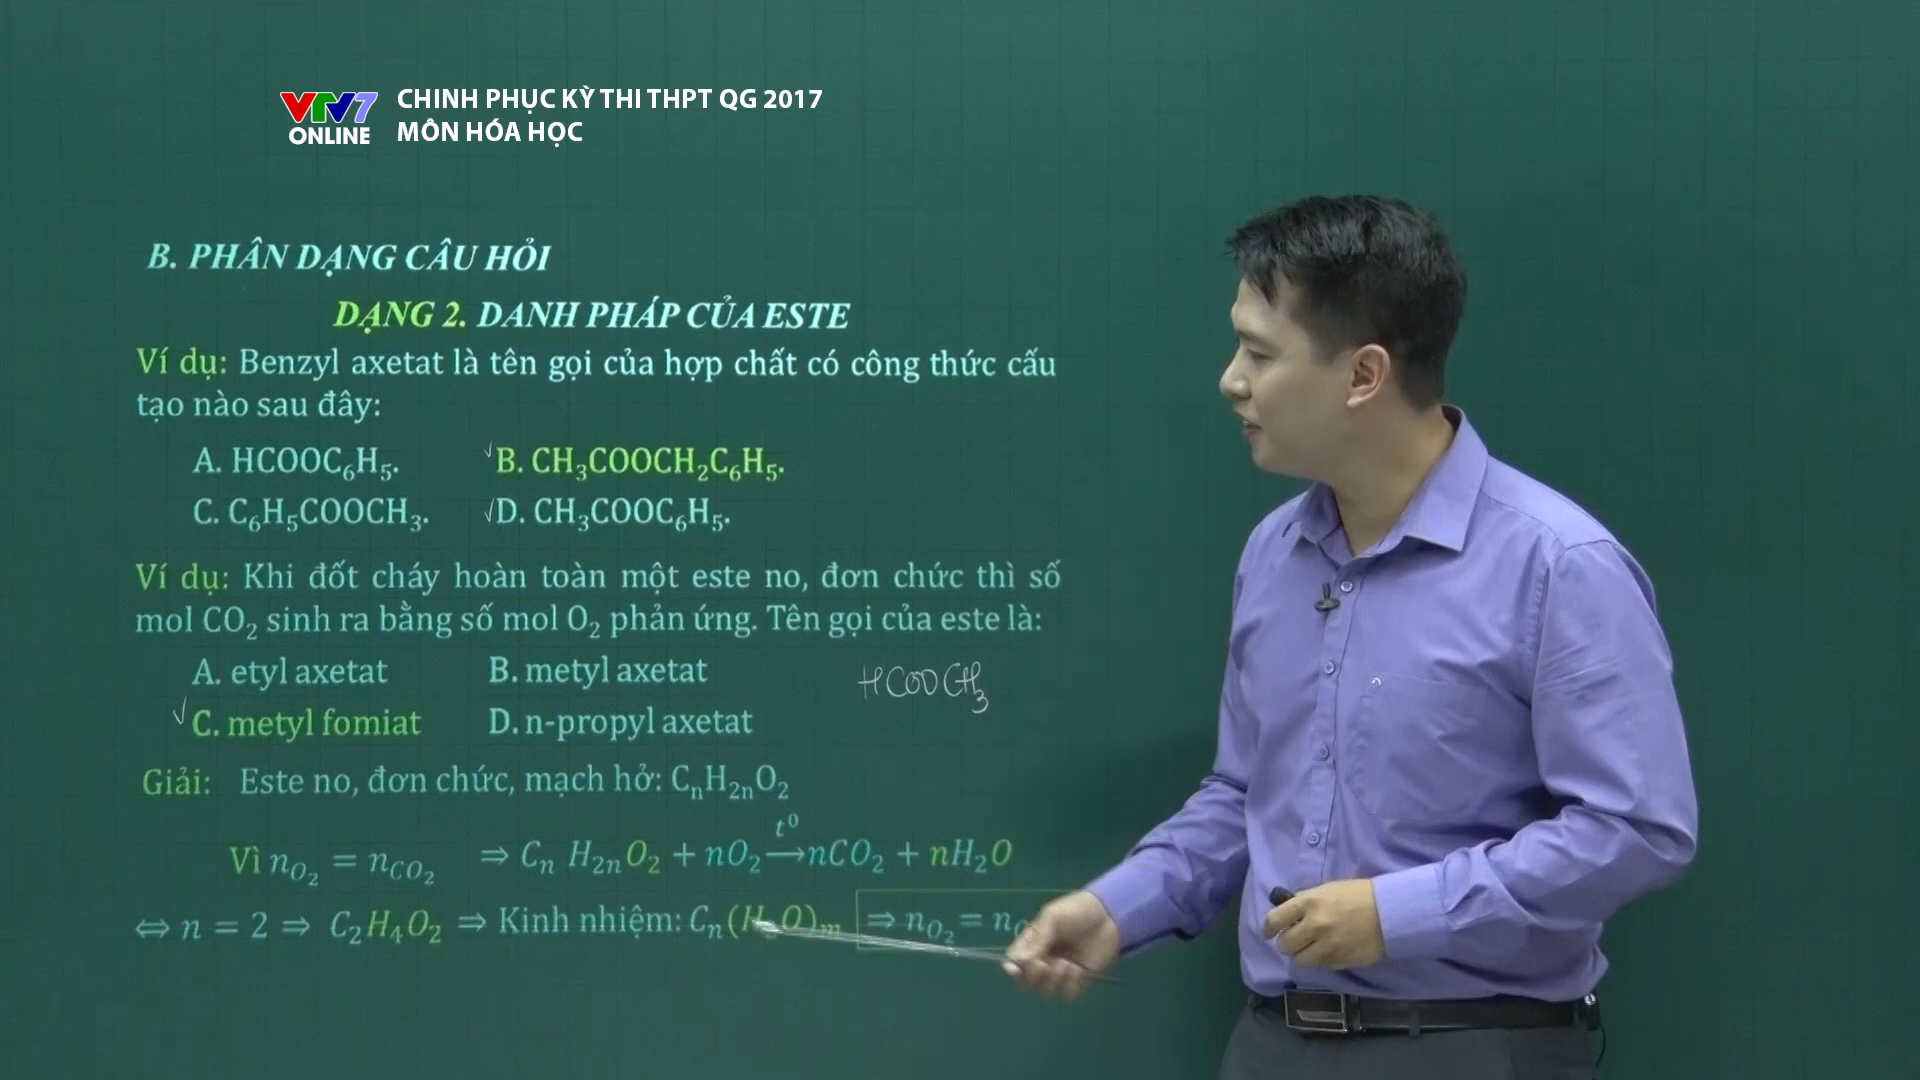 VTV7 ONLINE
CHINH PHỤC KỲ THI THPT QG 2017
MÔN HÓA HỌC
B. PHÂN DẠNG CÂU HỎI
DẠNG 2. DANH PHÁP CỦA ESTE
Ví dụ: Benzyl axetat là tên gọi của hợp chất có công thức cấu
tạo nào sau đây:
A. HCOOC₆H₅. ✓B. CH₃COOCH₂C₆H₅.
C. C₆H₅COOCH₃. ✓D. CH₃COOC₆H₅.
Ví dụ: Khi đốt cháy hoàn toàn một este no, đơn chức thì số
mol CO₂ sinh ra bằng số mol O₂ phản ứng. Tên gọi của este là:
A. etyl axetat B. metyl axetat HCOOCH₃
✓C. metyl fomiat D. n-propyl axetat
Giải: Este no, đơn chức, mạch hở: CₙH₂ₙO₂
Vì n_O₂ = n_CO₂ ⇒ Cₙ H₂ₙO₂ + nO₂ →t⁰ nCO₂ + nH₂O
⇔ n = 2 ⇒ C₂H₄O₂ ⇒ Kinh nhiệm: Cₙ(H₂O)ₘ ⇒ n_O₂ = n